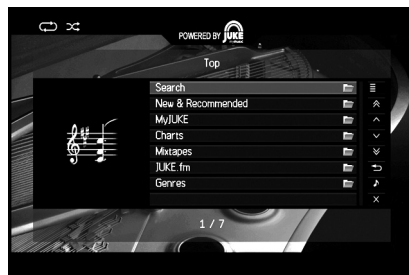 POWERED BY JUKE
Top
Search
New & Recommended
MyJUKE
Charts
Mixtapes
JUKE.fm
Genres
1 / 7